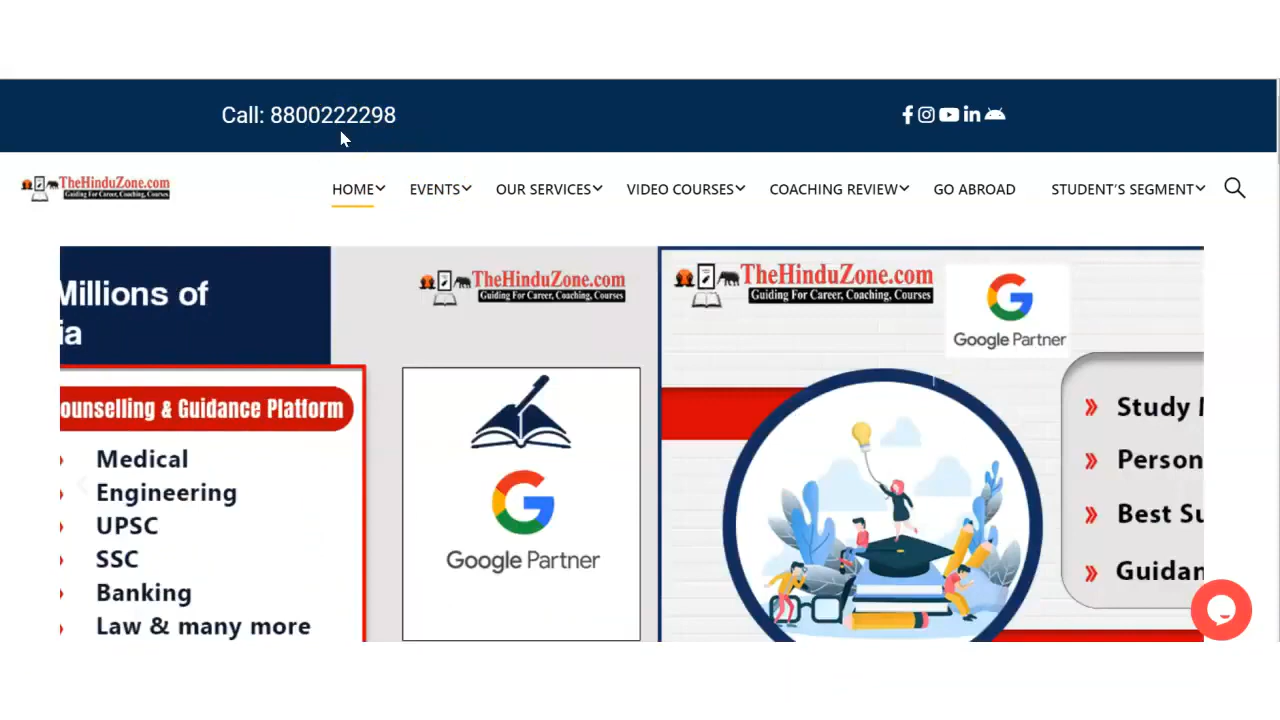 Call: 8800222298
TheHinduZone.com
Guiding For Career, Coaching, Courses
HOME EVENTS OUR SERVICES VIDEO COURSES COACHING REVIEW GO ABROAD STUDENT'S SEGMENT
Millions of
ia
ounselling & Guidance Platform
Medical
Engineering
UPSC
SSC
Banking
Law & many more
TheHinduZone.com
Guiding For Career, Coaching, Courses
Google Partner
TheHinduZone.com
Guiding For Career, Coaching, Courses
Google Partner
Study
Person
Best Su
Guidan